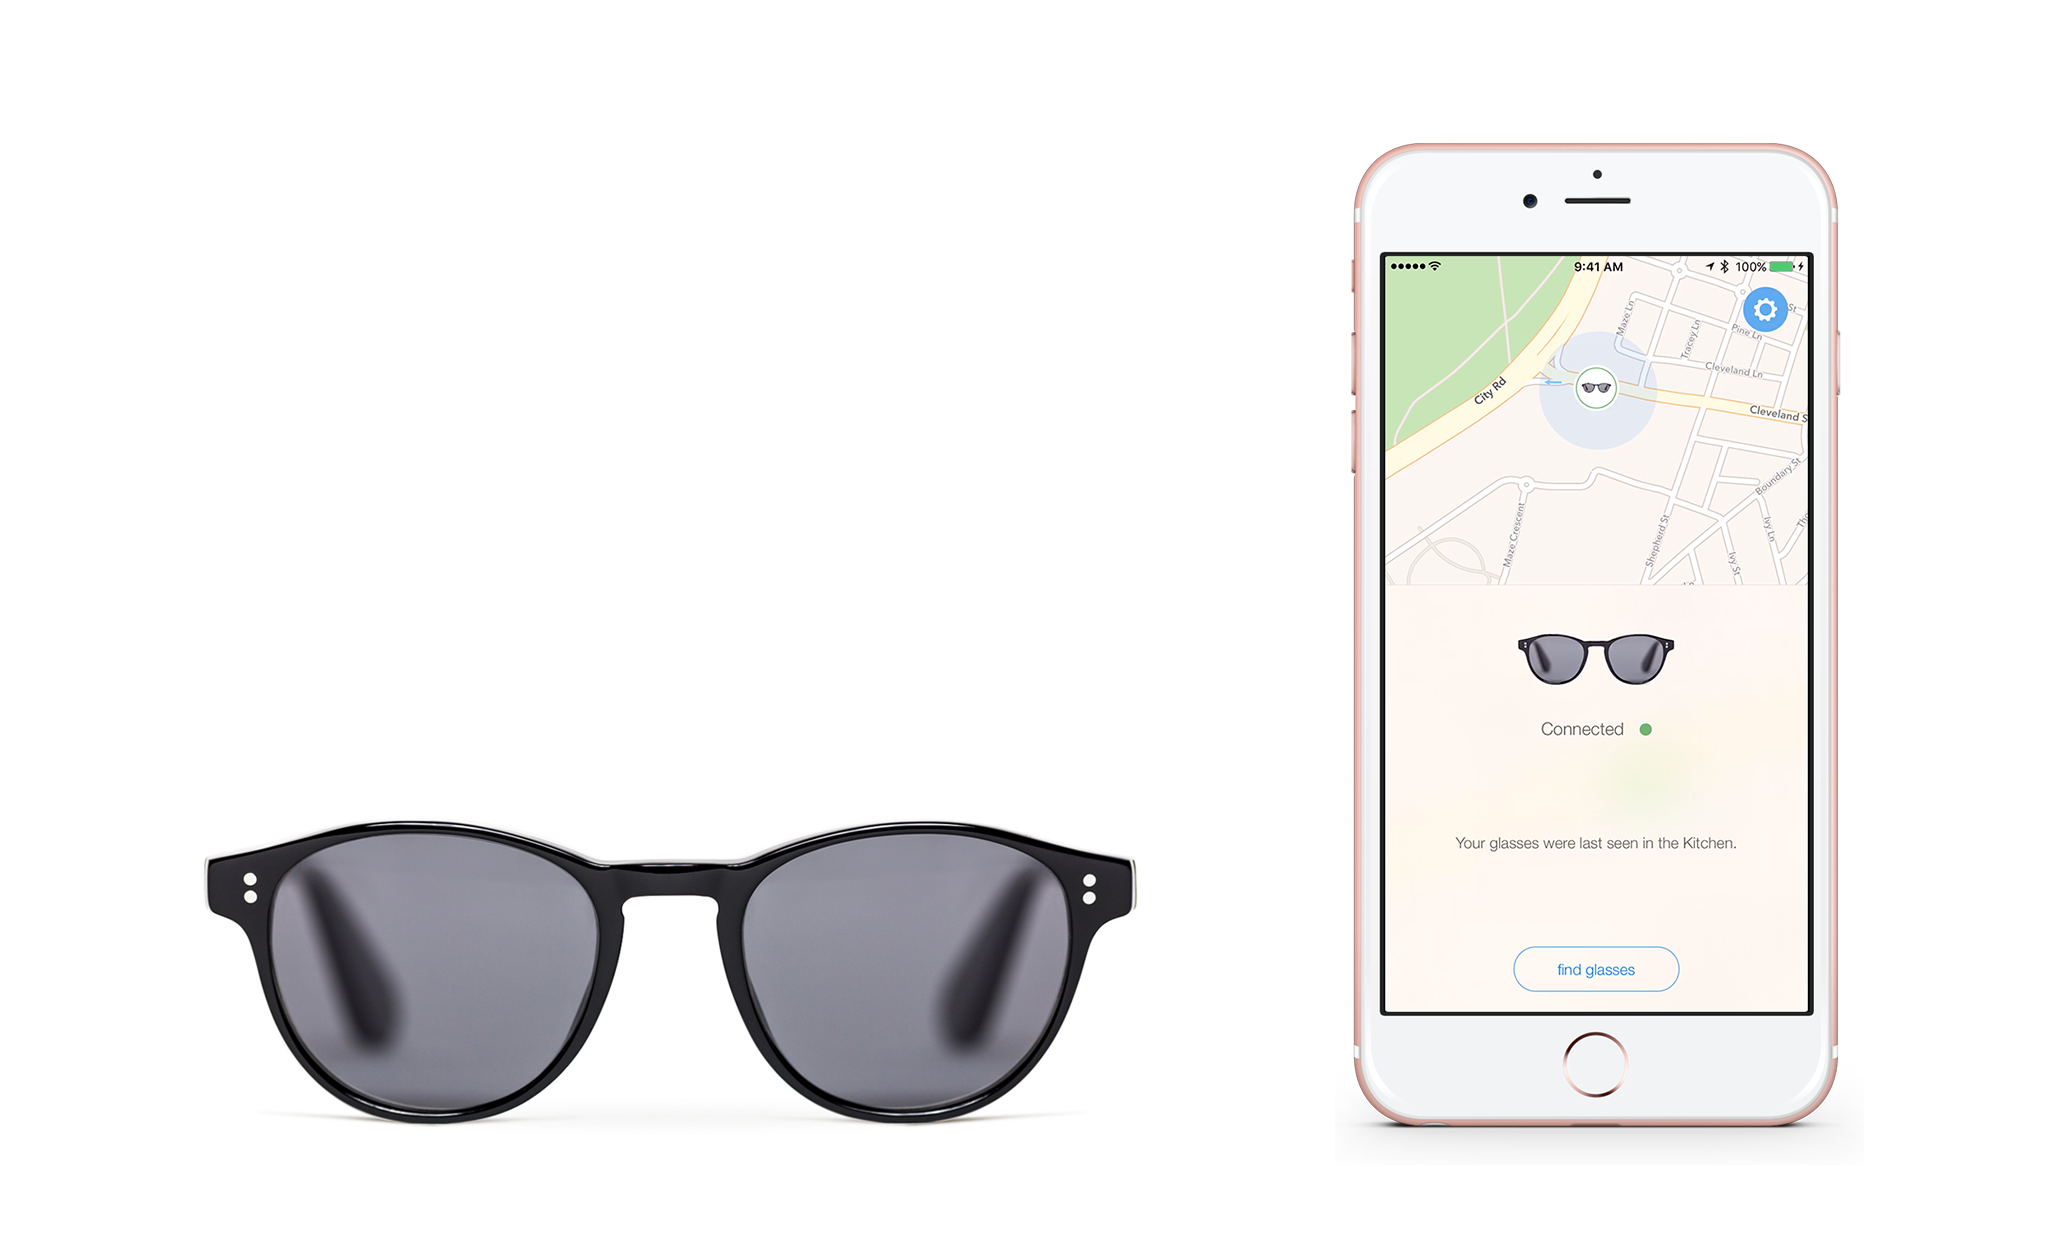 9:41 AM
100%
St
Maze Ln
Tracey Ln
Pine Ln
Cleveland Ln
City Rd
Cleveland S
Boundary St
Maze Crescent
Shepherd St
Ivy Ln
Ivy St
Connected
Your glasses were last seen in the Kitchen.
find glasses